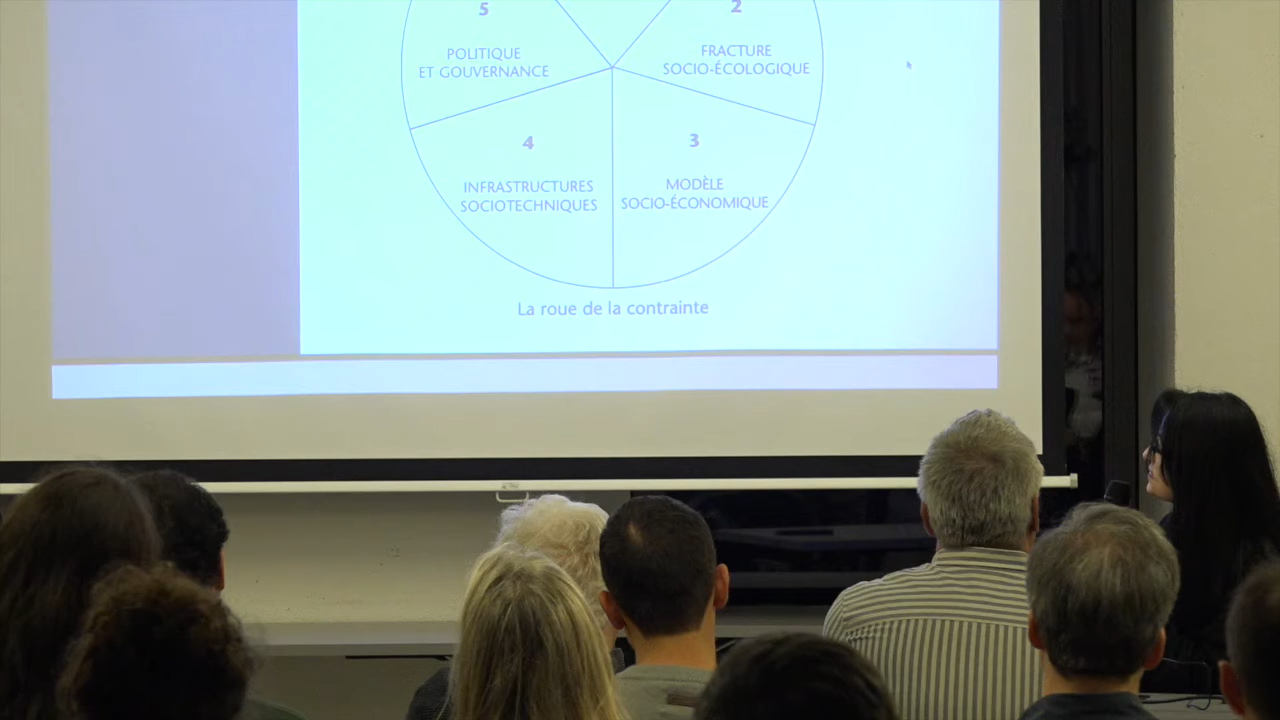 5
POLITIQUE
ET GOUVERNANCE
2
FRACTURE
SOCIO-ÉCOLOGIQUE
4
INFRASTRUCTURES
SOCIOTECHNIQUES
3
MODÈLE
SOCIO-ÉCONOMIQUE
La roue de la contrainte